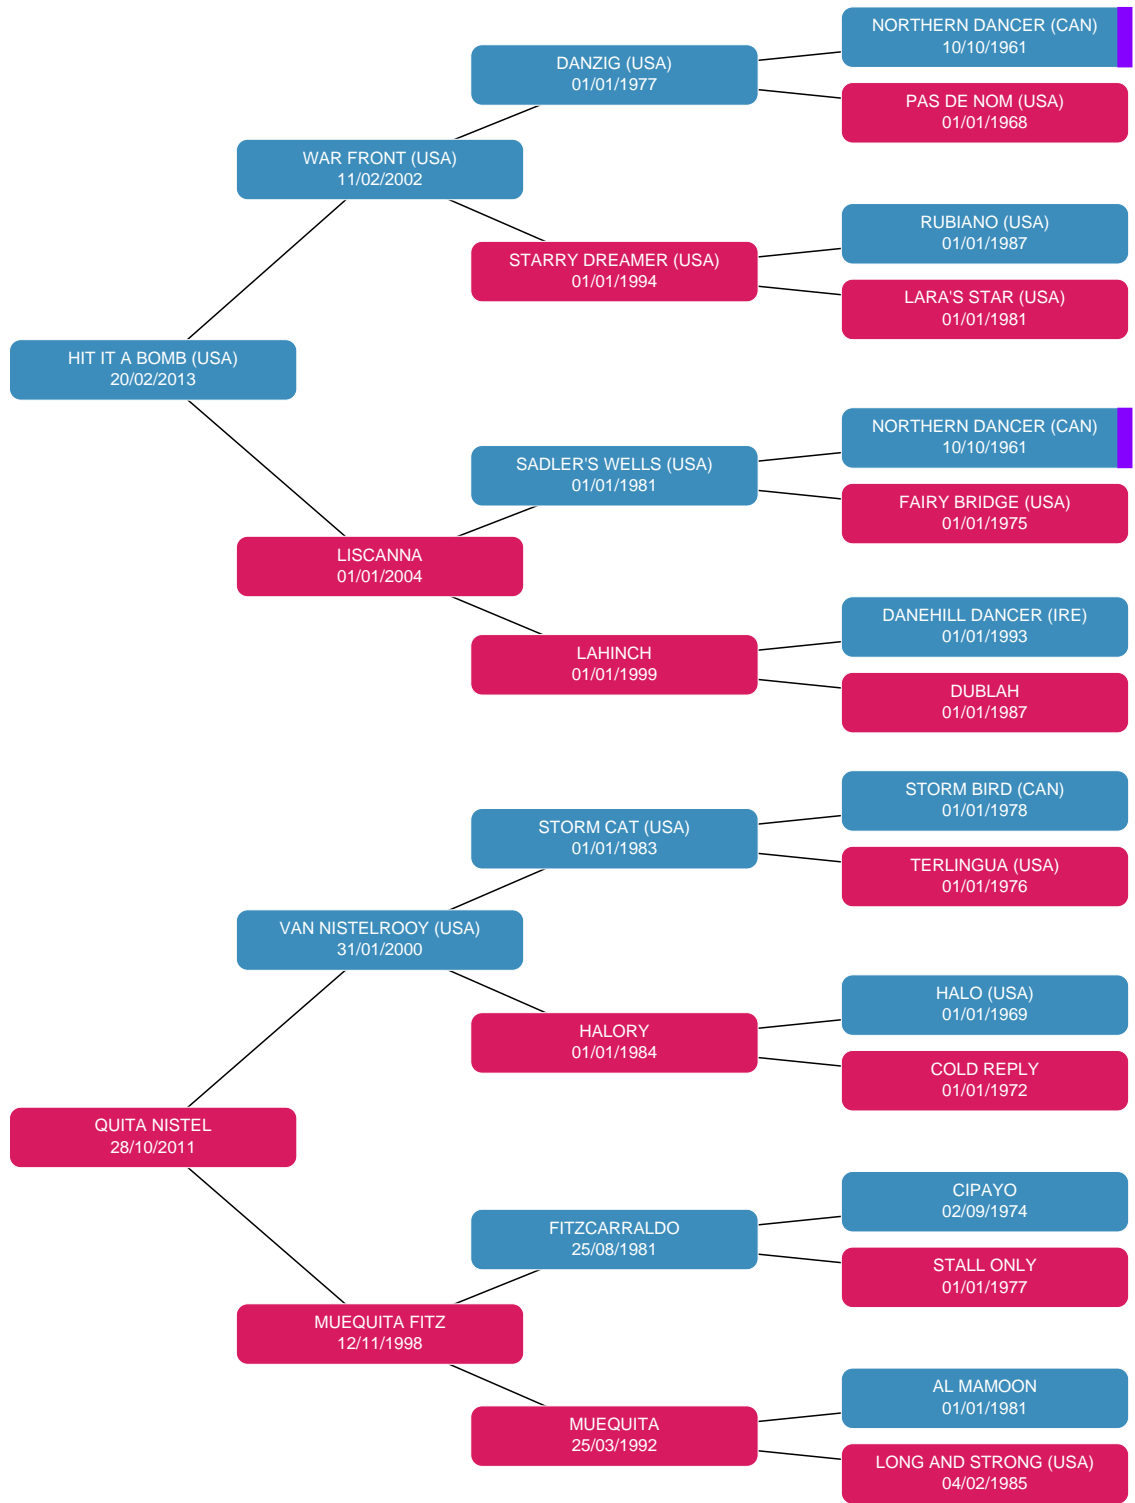 NORTHERN DANCER (CAN)
10/10/1961
DANZIG (USA)
01/01/1977
PAS DE NOM (USA)
01/01/1968
WAR FRONT (USA)
11/02/2002
RUBIANO (USA)
01/01/1987
STARRY DREAMER (USA)
01/01/1994
LARA'S STAR (USA)
01/01/1981
HIT IT A BOMB (USA)
20/02/2013
NORTHERN DANCER (CAN)
10/10/1961
SADLER'S WELLS (USA)
01/01/1981
FAIRY BRIDGE (USA)
01/01/1975
LISCANNA
01/01/2004
DANEHILL DANCER (IRE)
01/01/1993
LAHINCH
01/01/1999
DUBLAH
01/01/1987
STORM BIRD (CAN)
01/01/1978
STORM CAT (USA)
01/01/1983
TERLINGUA (USA)
01/01/1976
VAN NISTELROOY (USA)
31/01/2000
HALO (USA)
01/01/1969
HALORY
01/01/1984
COLD REPLY
01/01/1972
QUITA NISTEL
28/10/2011
CIPAYO
02/09/1974
FITZCARRALDO
25/08/1981
STALL ONLY
01/01/1977
MUEQUITA FITZ
12/11/1998
AL MAMOON
01/01/1981
MUEQUITA
25/03/1992
LONG AND STRONG (USA)
04/02/1985